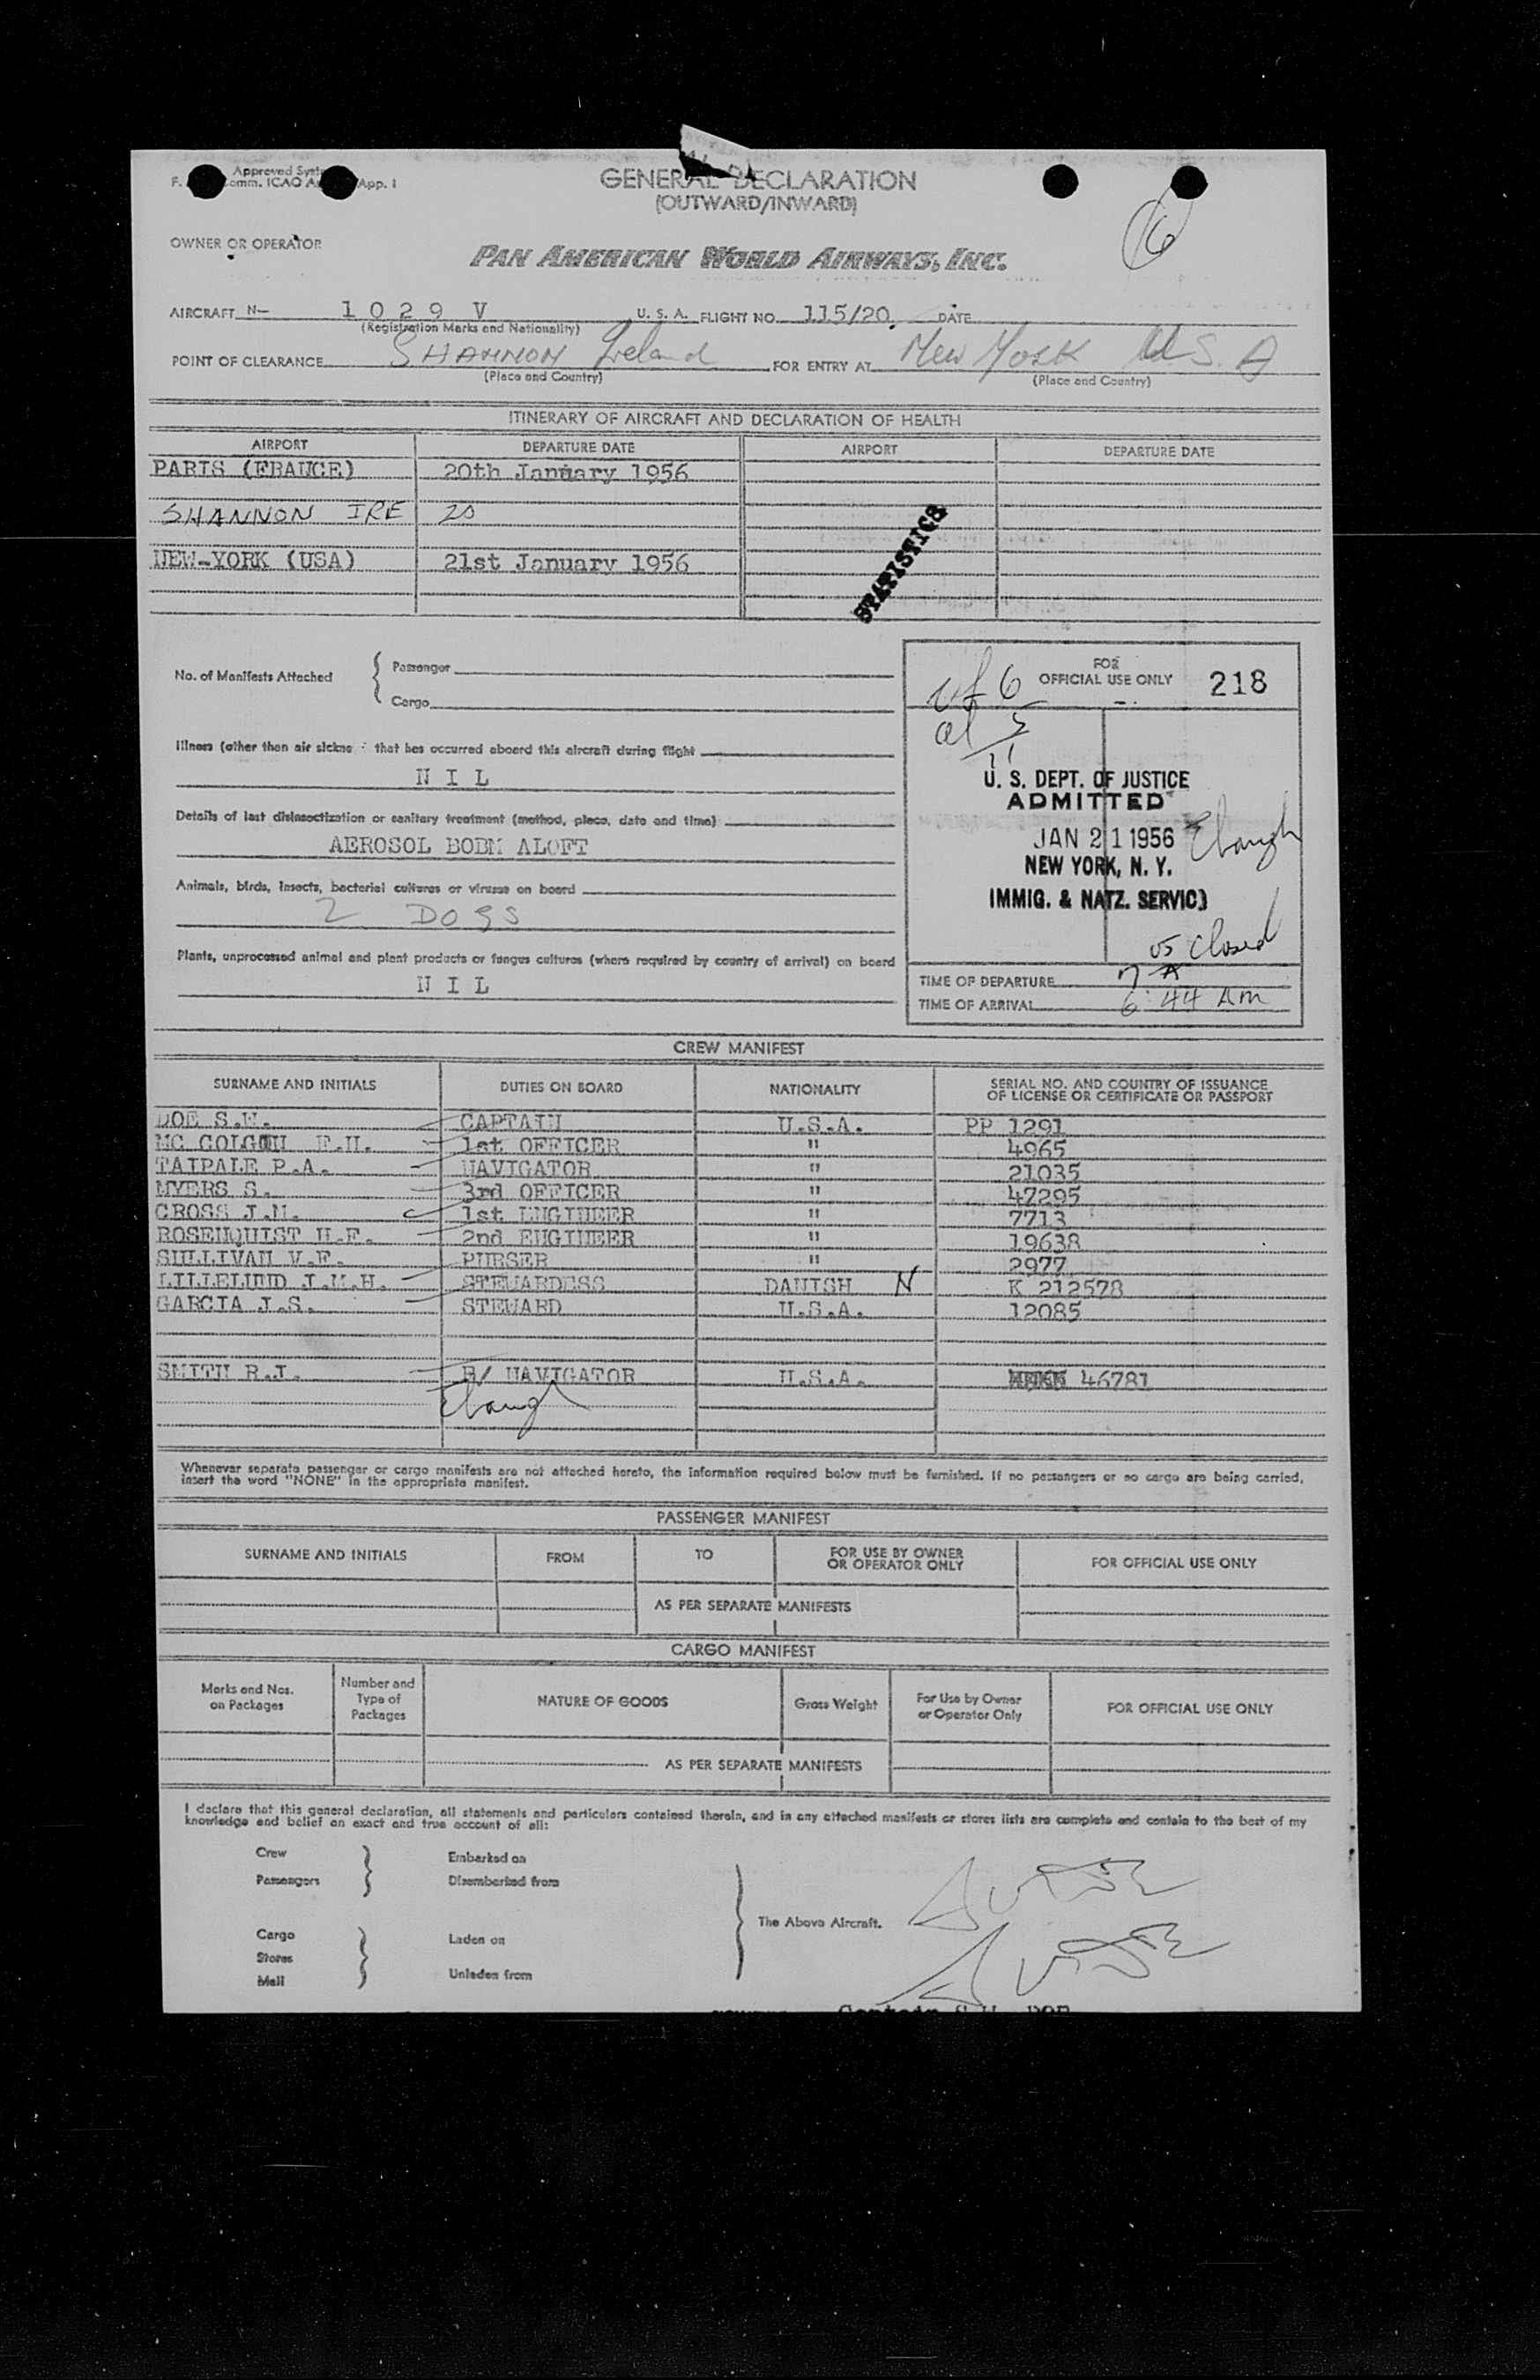 Approved
comm. ICAO App. 1
GENERAL DECLARATION
(OUTWARD/INWARD)
OWNER OR OPERATOR
PAN AMERICAN WORLD AIRWAYS, INC.
AIRCRAFT N— 1 0 2 9 V U. S. A. FLIGHT NO. 115/20. DATE
(Registration Marks and Nationality)
POINT OF CLEARANCE SHANNON Ireland FOR ENTRY AT New York U.S.A
(Place and Country) (Place and Country)
ITINERARY OF AIRCRAFT AND DECLARATION OF HEALTH
AIRPORT DEPARTURE DATE AIRPORT DEPARTURE DATE
PARIS (FRANCE) 20th January 1956
SHANNON IRE 20
STATISTICS
NEW-YORK (USA) 21st January 1956
No. of Manifests Attached { Passenger
Cargo
FOR
OFFICIAL USE ONLY 218
Illness (other than air sickne that has occurred aboard this aircraft during flight
N I L
Details of last disinsectization or sanitary treatment (method, place, date and time)
AEROSOL BOBM ALOFT
Animals, birds, insects, bacterial cultures or viruses on board
2 DOgS
Plants, unprocessed animal and plant products or fungus cultures (where required by country of arrival) on board
N I L
U. S. DEPT. OF JUSTICE
ADMITTED
JAN 21 1956
NEW YORK, N. Y.
IMMIG. & NATZ. SERVIC
closed
TIME OF DEPARTURE
TIME OF ARRIVAL 6:44 AM
CREW MANIFEST
SURNAME AND INITIALS DUTIES ON BOARD NATIONALITY SERIAL NO. AND COUNTRY OF ISSUANCE
OF LICENSE OR CERTIFICATE OR PASSPORT
DOE S.W. CAPTAIN U.S.A. PP 1291
MC 1st OFFICER " 4965
TAIPALE P.A. NAVIGATOR " 21035
MYERS S. 3rd OFFICER " 47295
CROSS J.N. 1st ENGINEER " 7713
ROSENQUIST H.F. 2nd ENGINEER " 19638
SULLIVAN V.F. PURSER " 2977
LILLELUND I.M.H. STEWARDESS DANISH N K 212578
GARCIA J.S. STEWARD U.S.A. 12085
SMITH R.J. B/ NAVIGATOR U.S.A. 46781
Whenever separate passenger or cargo manifests are not attached hereto, the information required below must be furnished. If no passengers or no cargo are being carried,
insert the word "NONE" in the appropriate manifest.
PASSENGER MANIFEST
SURNAME AND INITIALS FROM TO FOR USE BY OWNER
OR OPERATOR ONLY FOR OFFICIAL USE ONLY
AS PER SEPARATE MANIFESTS
CARGO MANIFEST
Marks and Nos.
on Packages Number and
Type of
Packages NATURE OF GOODS Gross Weight For Use by Owner
or Operator Only FOR OFFICIAL USE ONLY
AS PER SEPARATE MANIFESTS
I declare that this general declaration, all statements and particulars contained therein, and in any attached manifests or stores lists are complete and contain to the best of my
knowledge and belief an exact and true account of all:
Crew Embarked on
Passengers Disembarked from
The Above Aircraft.
Cargo Laden on
Stores
Mail Unladen from
Captain S.W. DOE